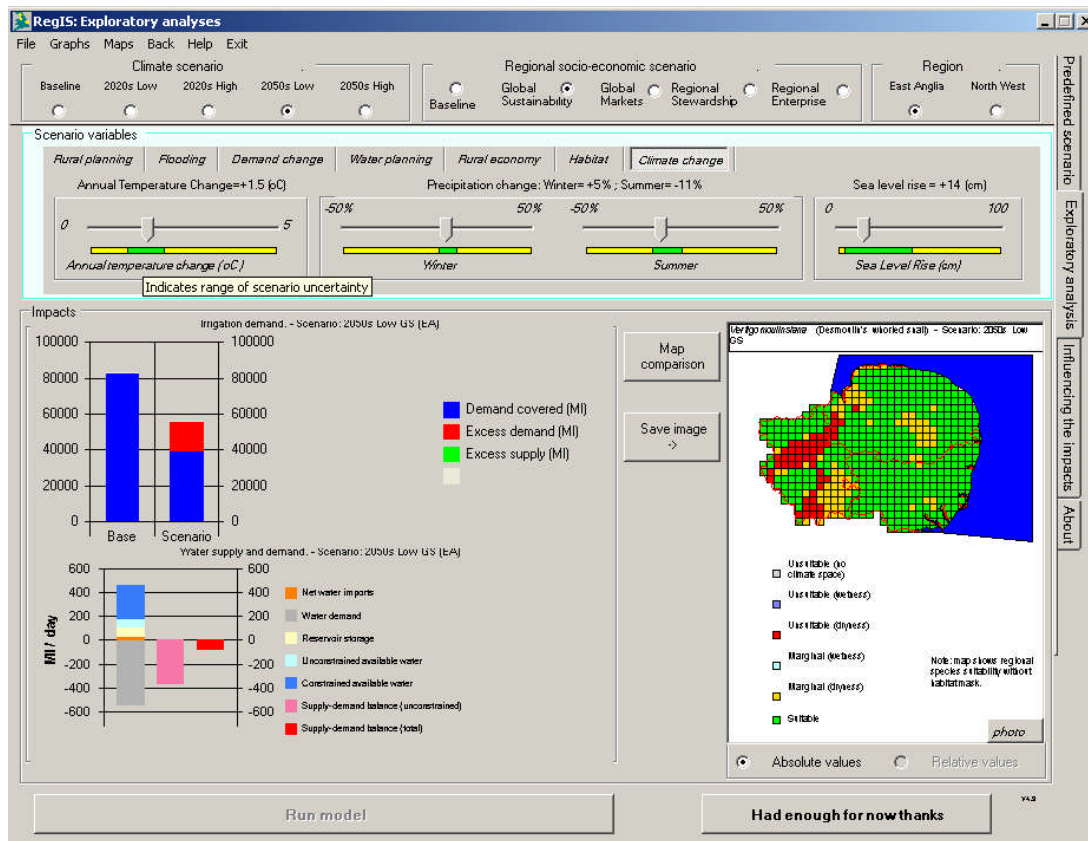 RegIS: Exploratory analyses
File Graphs Maps Back Help Exit
Climate scenario
Baseline 2020s Low 2020s High 2050s Low 2050s High
Regional socio-economic scenario
Baseline
Global Sustainability
Global Markets
Regional Stewardship
Regional Enterprise
Region
East Anglia North West
Predefined scenario
Exploratory analysis
Influencing the impacts
About
Scenario variables
Rural planning Flooding Demand change Water planning Rural economy Habitat Climate change
Annual Temperature Change=+1.5 (oC)
0 5
Annual temperature change (oC)
Precipitation change: Winter= +5% ; Summer= -11%
-50% 50% -50% 50%
Winter Summer
Sea level rise = +14 (cm)
0 100
Sea Level Rise (cm)
Indicates range of scenario uncertainty
Impacts
Irrigation demand. - Scenario: 2050s Low GS (EA)
100000 100000
80000 80000
60000 60000
40000 40000
20000 20000
0 0
Base Scenario
Demand covered (Ml)
Excess demand (Ml)
Excess supply (Ml)
Water supply and demand. - Scenario: 2050s Low GS (EA)
Ml / day
600 600
400 400
200 200
0 0
-200 -200
-400 -400
-600 -600
Net water imports
Water demand
Reservoir storage
Unconstrained available water
Constrained available water
Supply-demand balance (unconstrained)
Supply-demand balance (total)
Map
comparison
Save image
->
(Desmoulin's whorled snail) - Scenario: 2050s Low
GS
Unsuitable (no
climate space)
Unsuitable (wetness)
Unsuitable (dryness)
Marginal (wetness)
Marginal (dryness)
Suitable
Note: map shows regional
species suitability without
habitat mask.
photo
Absolute values Relative values
Run model
Had enough for now thanks